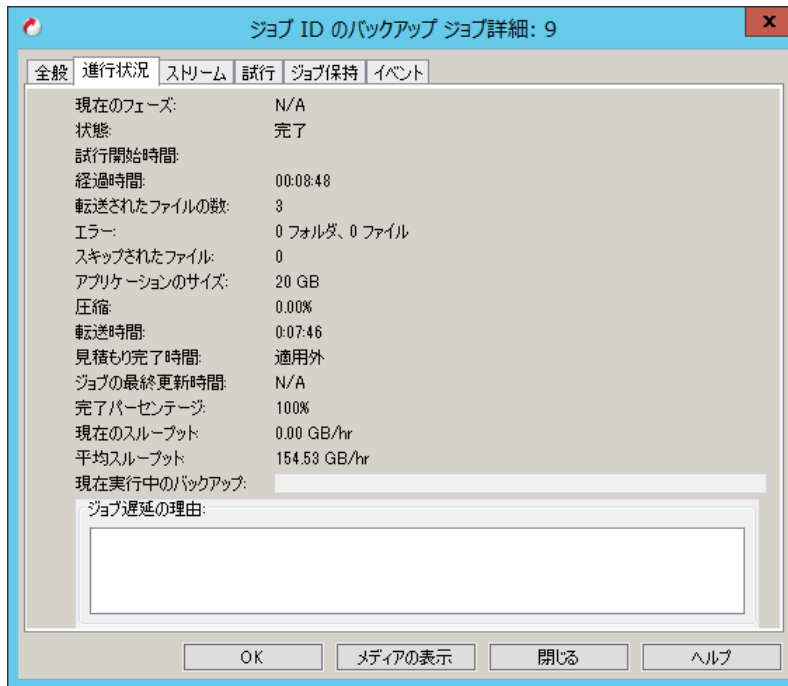 ジョブ ID のバックアップ ジョブ詳細: 9
x
全般 進行状況 ストリーム 試行 ジョブ保持 イベント
現在のフェーズ: N/A
状態: 完了
試行開始時間:
経過時間: 00:08:48
転送されたファイルの数: 3
エラー: 0 フォルダ、0 ファイル
スキップされたファイル: 0
アプリケーションのサイズ: 20 GB
圧縮: 0.00%
転送時間: 0:07:46
見積もり完了時間: 適用外
ジョブの最終更新時間: N/A
完了パーセンテージ: 100%
現在のスループット: 0.00 GB/hr
平均スループット: 154.53 GB/hr
現在実行中のバックアップ:
ジョブ遅延の理由:
OK メディアの表示 閉じる ヘルプ